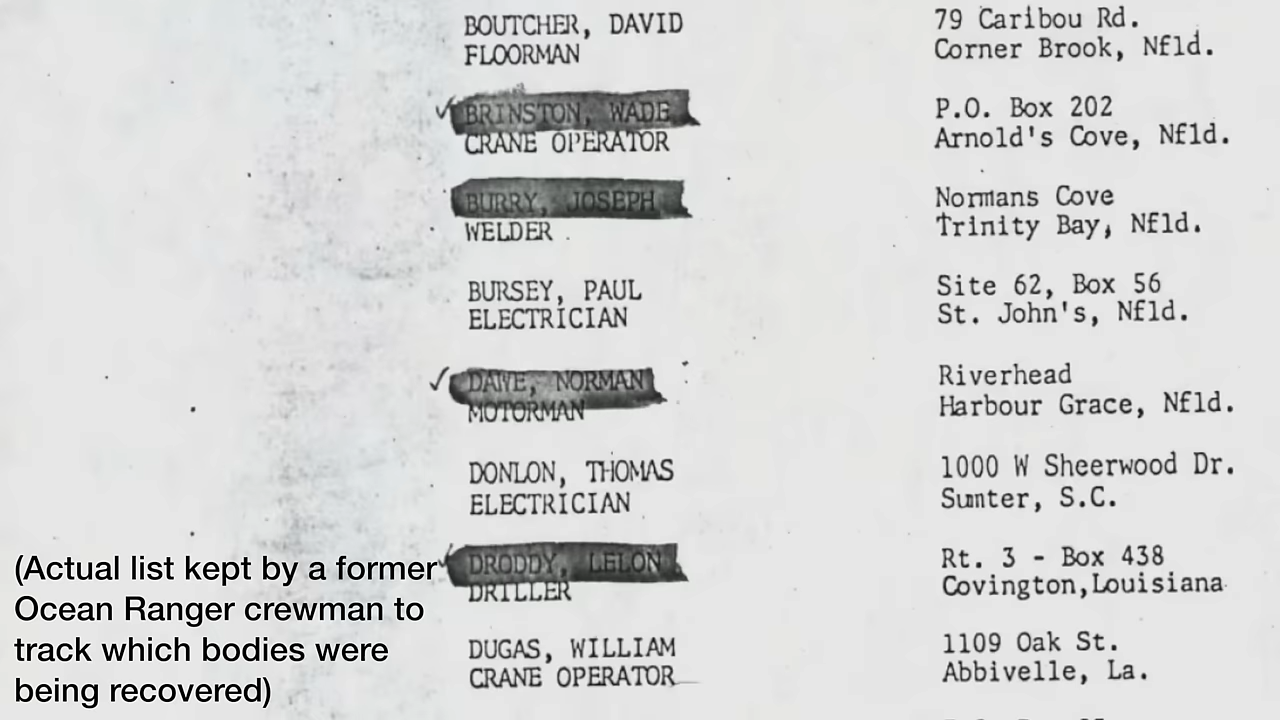 BOUTCHER, DAVID
FLOORMAN
79 Caribou Rd.
Corner Brook, Nfld.
BRINSTON, WADE
CRANE OPERATOR
P.O. Box 202
Arnold's Cove, Nfld.
BURRY, JOSEPH
WELDER
Normans Cove
Trinity Bay, Nfld.
BURSEY, PAUL
ELECTRICIAN
Site 62, Box 56
St. John's, Nfld.
DAWE, NORMAN
MOTORMAN
Riverhead
Harbour Grace, Nfld.
DONLON, THOMAS
ELECTRICIAN
1000 W Sheerwood Dr.
Sumter, S.C.
DRODDY, LELON
DRILLER
Rt. 3 - Box 438
Covington,Louisiana
DUGAS, WILLIAM
CRANE OPERATOR
1109 Oak St.
Abbivelle, La.
(Actual list kept by a former
Ocean Ranger crewman to
track which bodies were
being recovered)